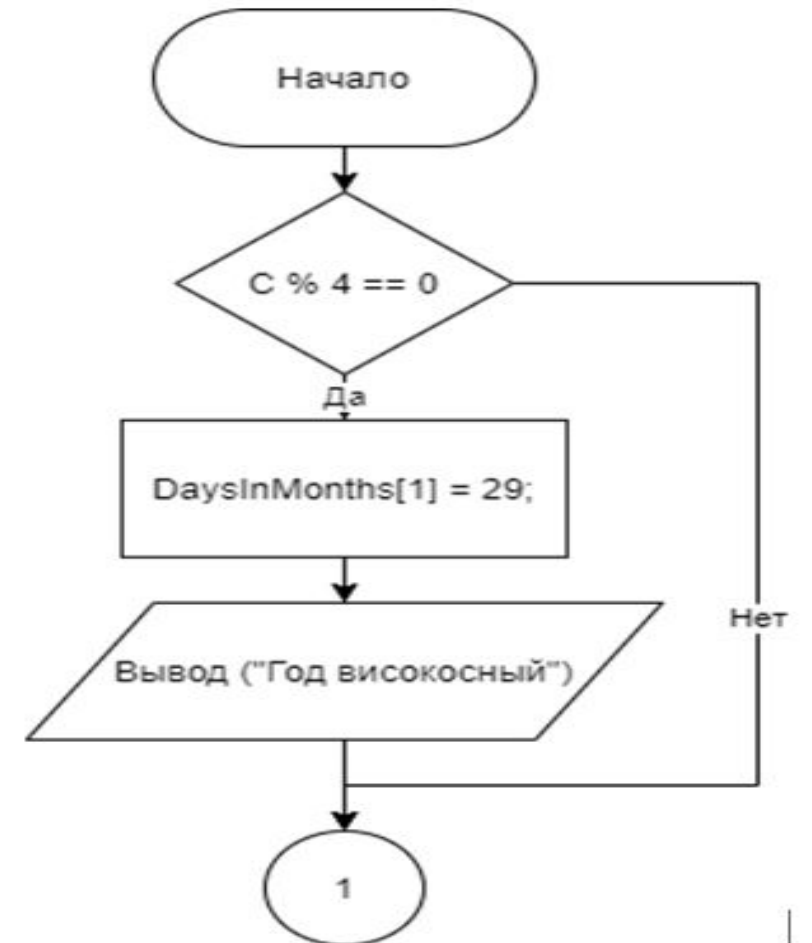 Начало
C % 4 == 0
Да
DaysInMonths[1] = 29;
Нет
Вывод ("Год високосный")
1